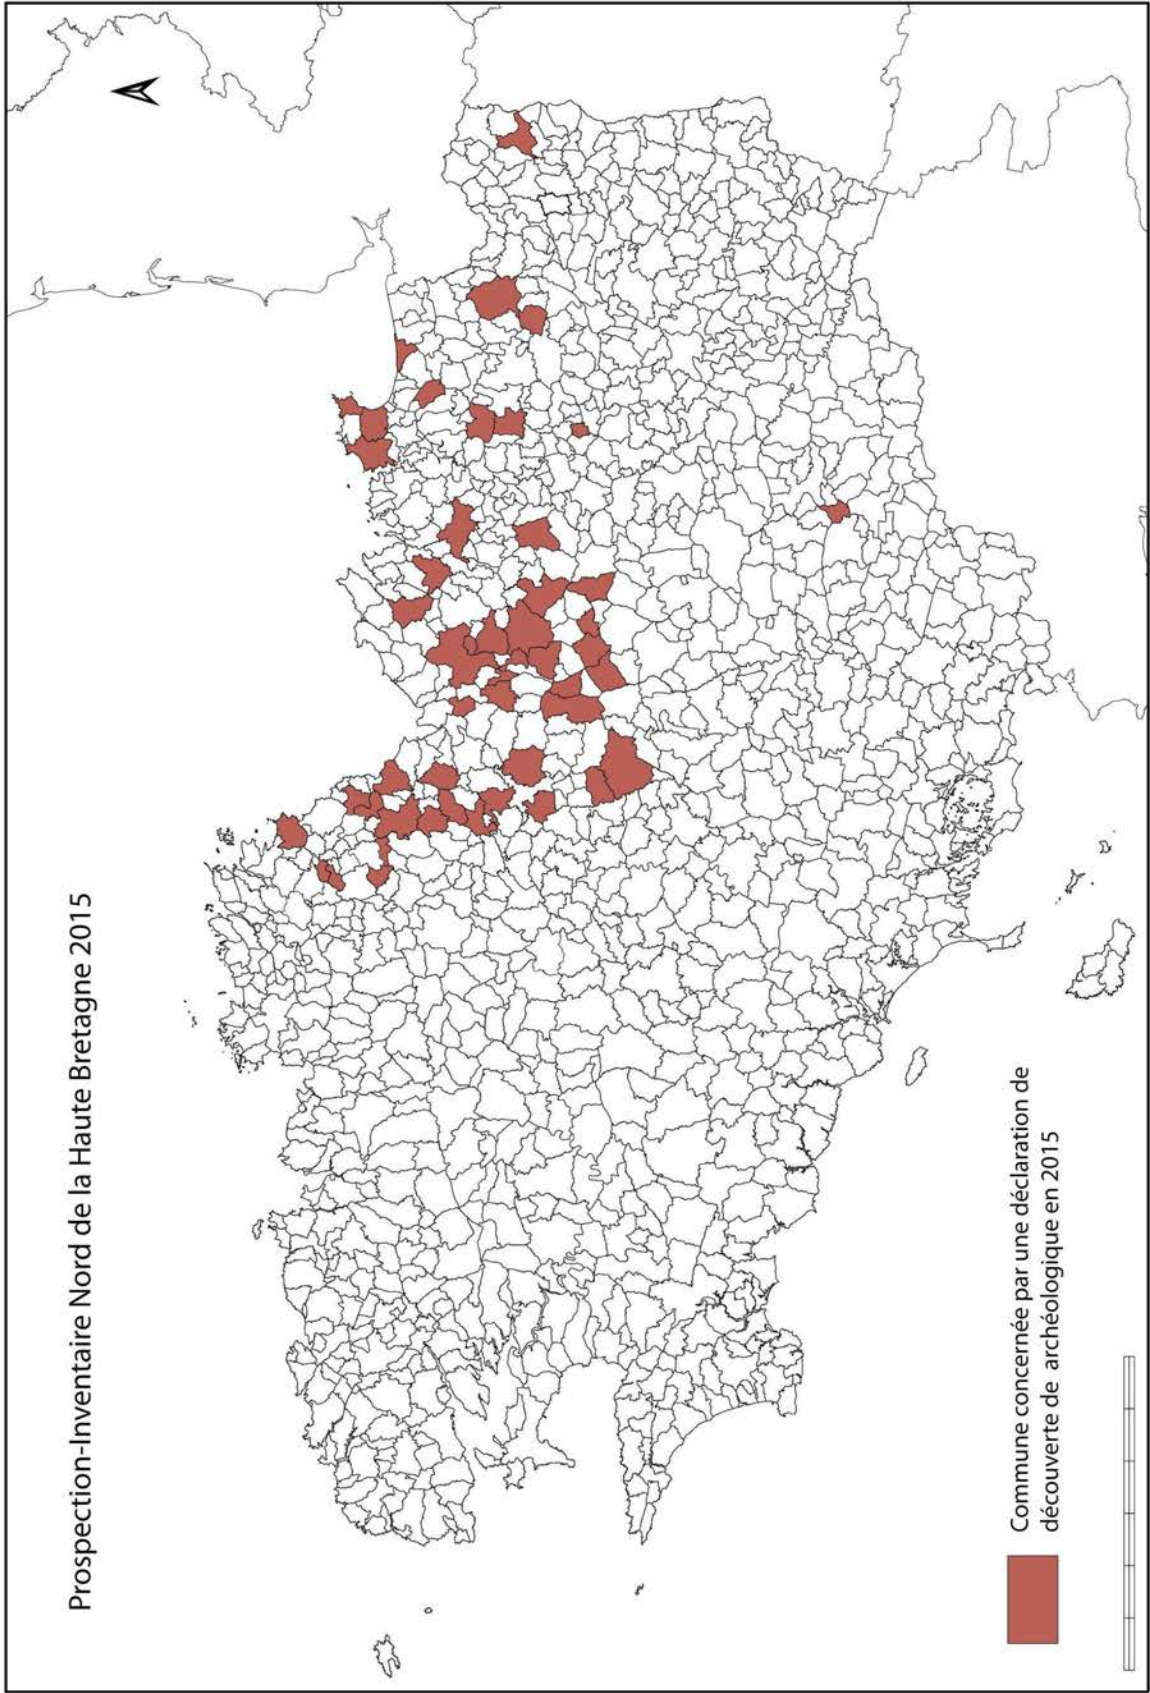 Prospection-Inventaire Nord de la Haute Bretagne 2015
Commune concernée par une déclaration de
découverte de archéologique en 2015